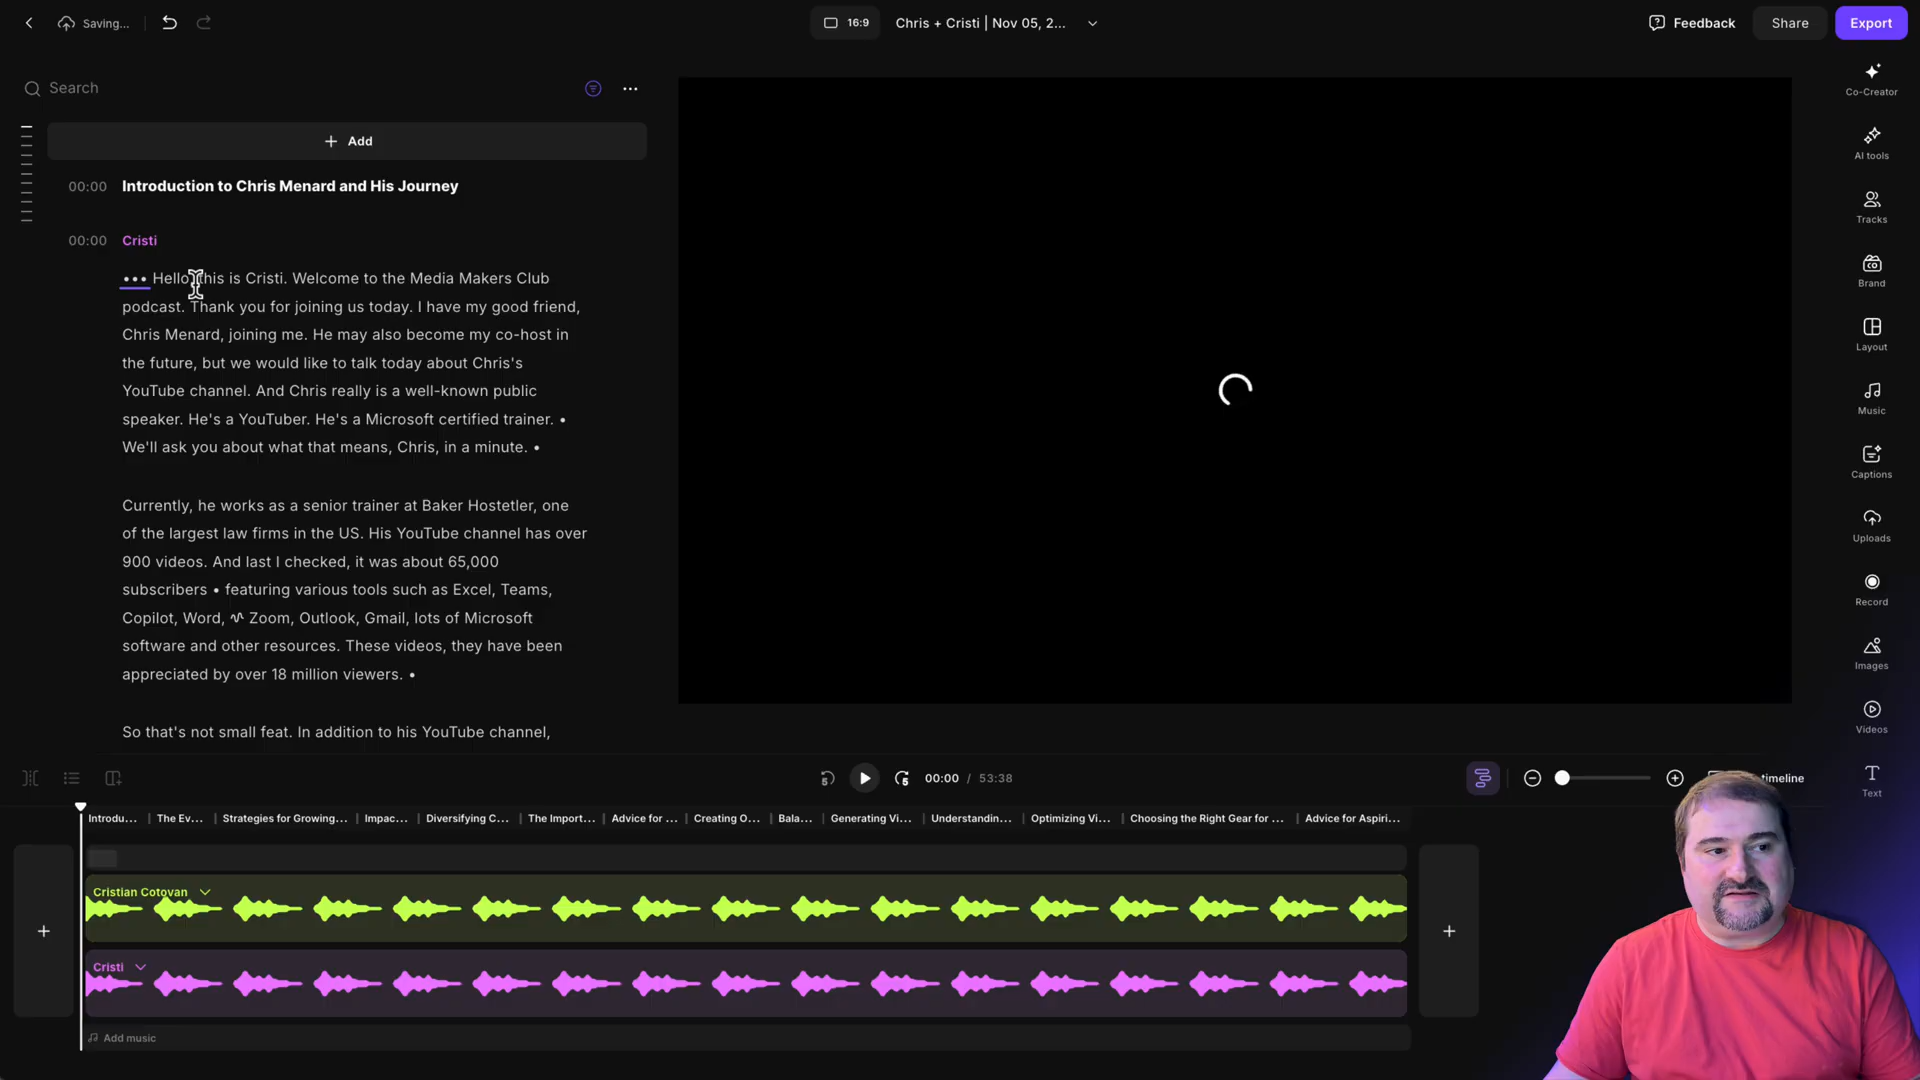 Saving...
16:9
Chris + Cristi | Nov 05, 2...
Feedback
Share
Export
Search
+ Add
00:00 Introduction to Chris Menard and His Journey
00:00 Cristi
••• Hello, this is Cristi. Welcome to the Media Makers Club
podcast. Thank you for joining us today. I have my good friend,
Chris Menard, joining me. He may also become my co-host in
the future, but we would like to talk today about Chris's
YouTube channel. And Chris really is a well-known public
speaker. He's a YouTuber. He's a Microsoft certified trainer. •
We'll ask you about what that means, Chris, in a minute. •
Currently, he works as a senior trainer at Baker Hostetler, one
of the largest law firms in the US. His YouTube channel has over
900 videos. And last I checked, it was about 65,000
subscribers • featuring various tools such as Excel, Teams,
Copilot, Word, Zoom, Outlook, Gmail, lots of Microsoft
software and other resources. These videos, they have been
appreciated by over 18 million viewers. •
So that's not small feat. In addition to his YouTube channel,
Co-Creator
AI tools
Tracks
Brand
Layout
Music
Captions
Uploads
Record
Images
Videos
Text
5
5
00:00 / 53:38
timeline
Introdu...
The Ev...
Strategies for Growing...
Impac...
Diversifying C...
The Import...
Advice for ...
Creating O...
Bala...
Generating Vi...
Understandin...
Optimizing Vi...
Choosing the Right Gear for ...
Advice for Aspiri...
Cristian Cotovan
Cristi
Add music